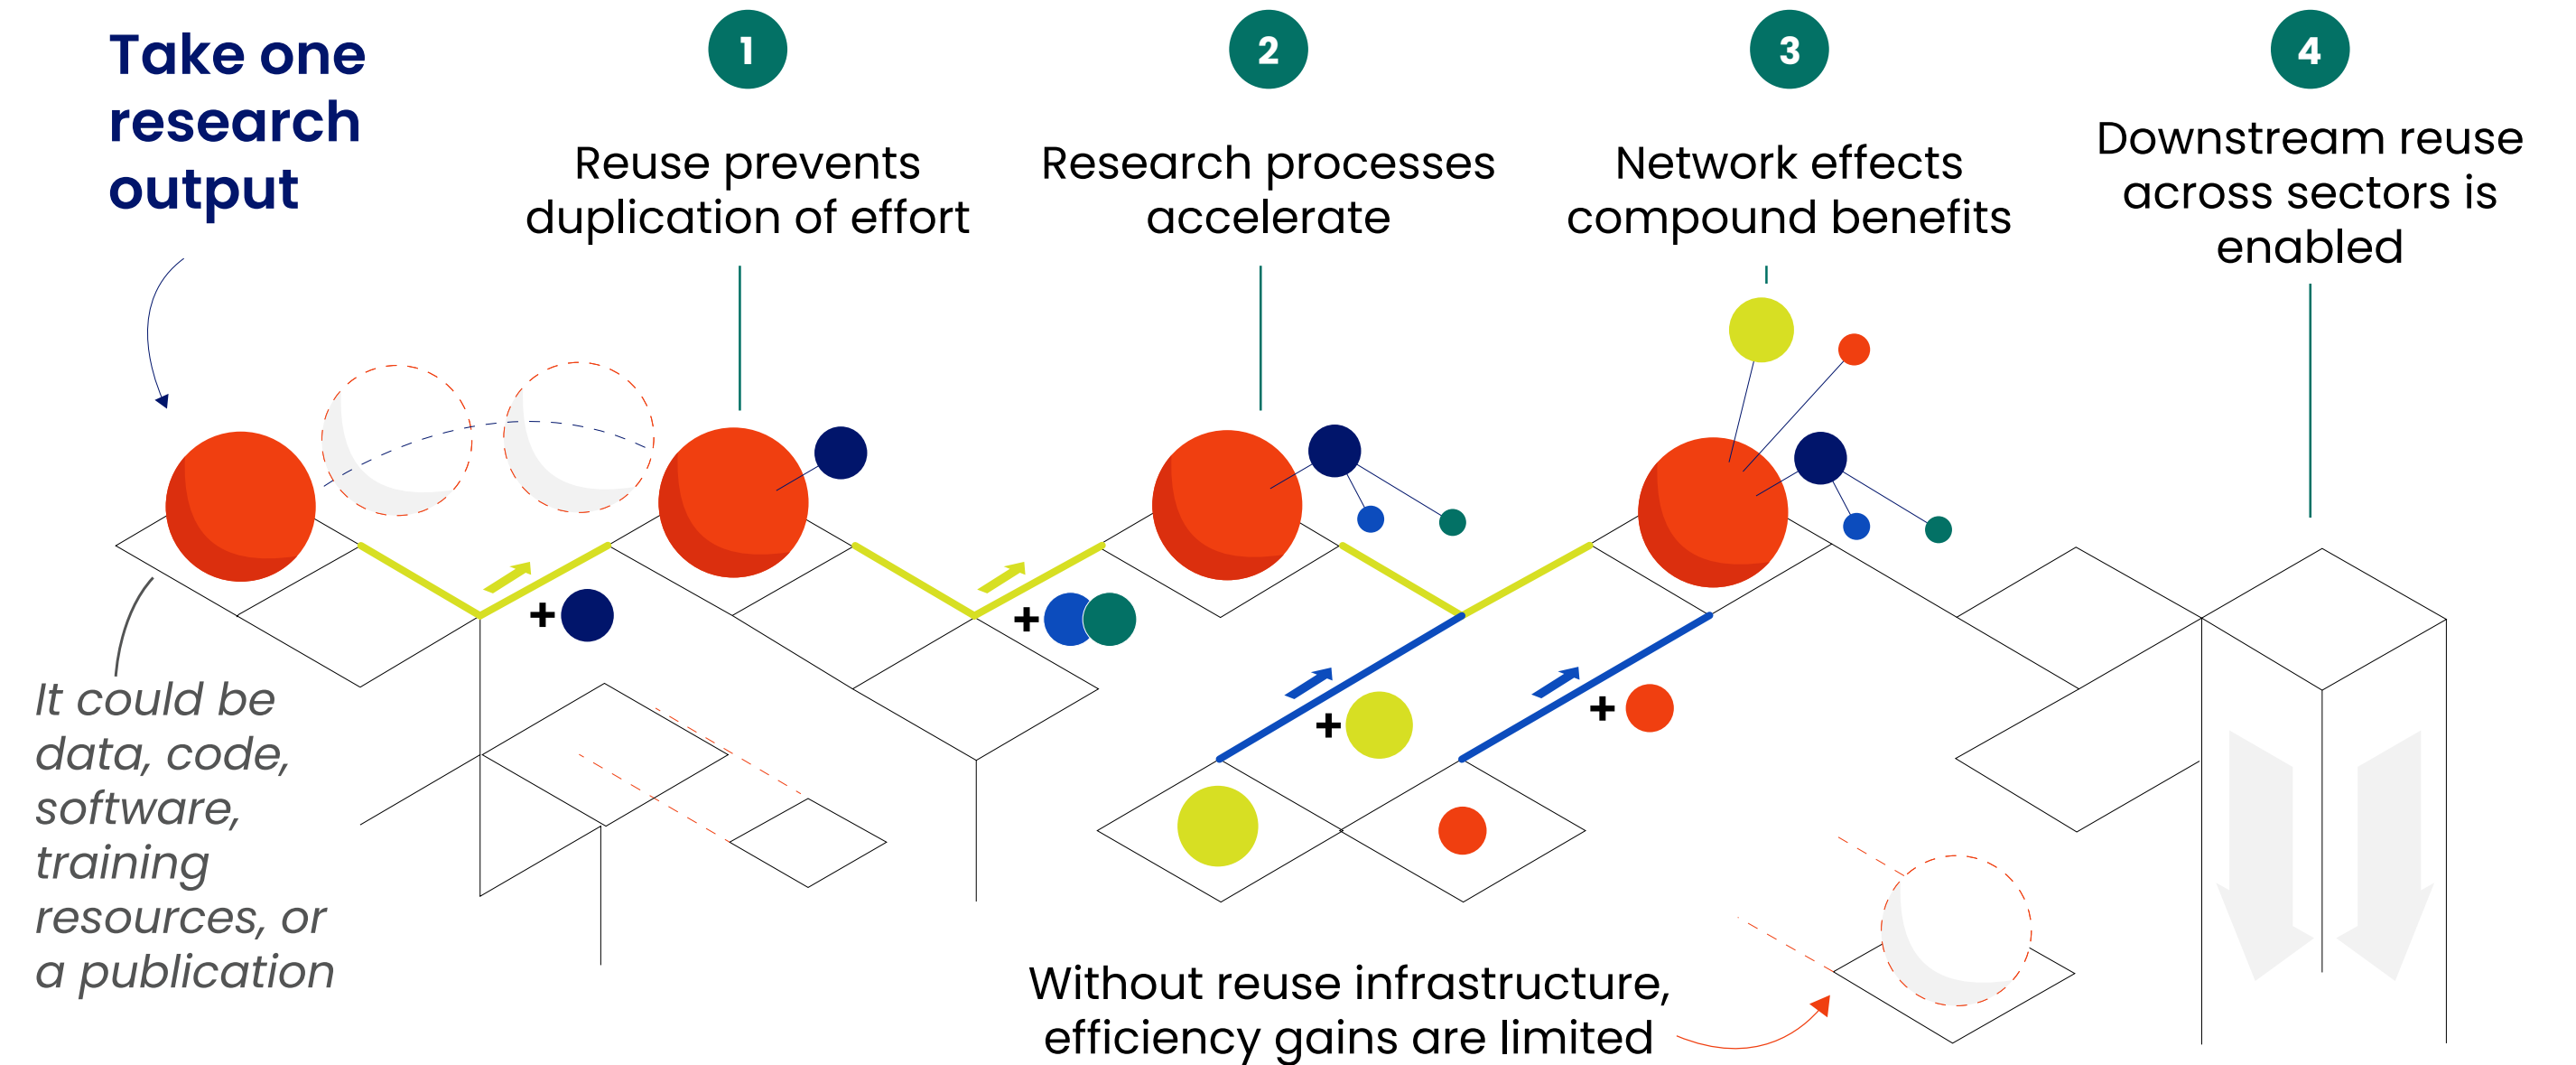 Take one
research
output
1
Reuse prevents
duplication of effort
2
Research processes
accelerate
3
Network effects
compound benefits
4
Downstream reuse
across sectors is
enabled
+
+
+
+
It could be
data, code,
software,
training
resources, or
a publication
Without reuse infrastructure,
efficiency gains are limited